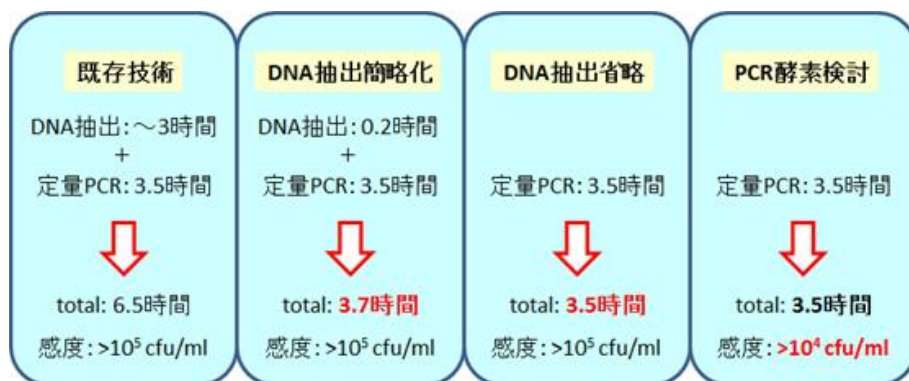 既存技術
DNA抽出:～3時間
+
定量PCR: 3.5時間
total: 6.5時間
感度:>10⁵ cfu/ml
DNA抽出簡略化
DNA抽出: 0.2時間
+
定量PCR: 3.5時間
total: 3.7時間
感度:>10⁵ cfu/ml
DNA抽出省略
定量PCR: 3.5時間
total: 3.5時間
感度:>10⁵ cfu/ml
PCR酵素検討
定量PCR: 3.5時間
total: 3.5時間
感度:>10⁴ cfu/ml